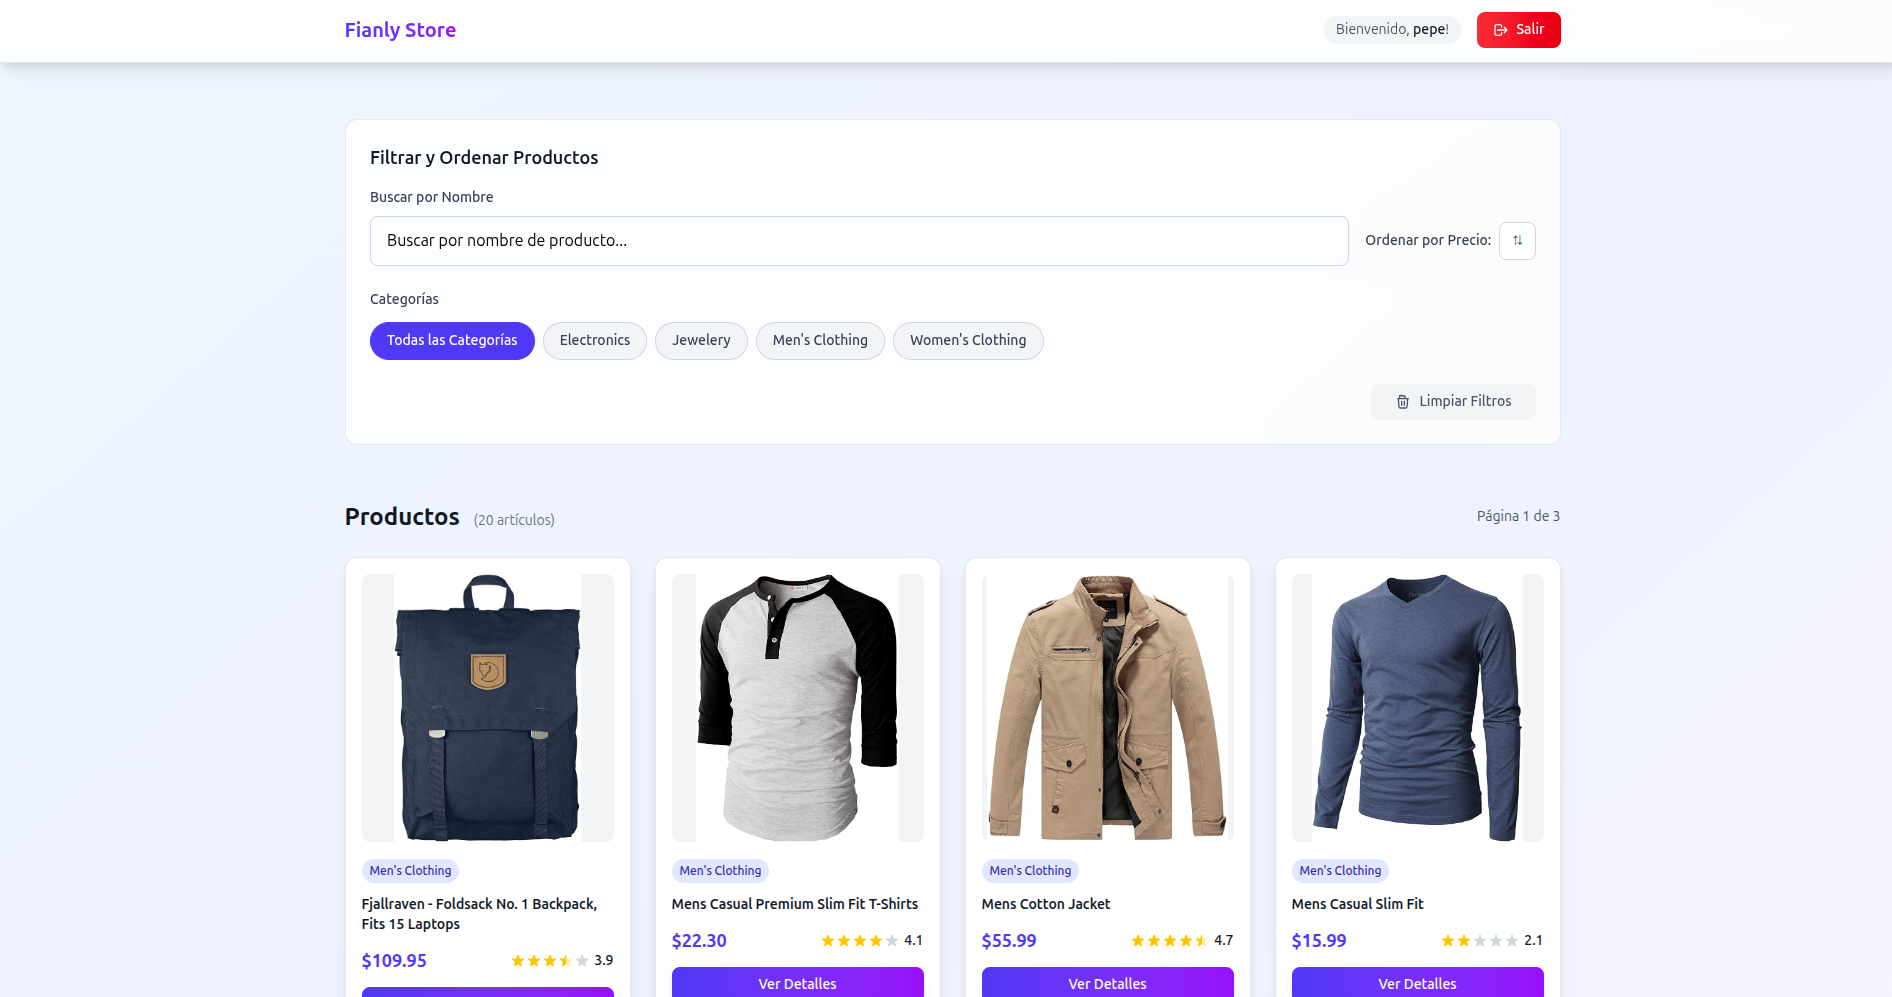 Fianly Store
Bienvenido, pepe!
Salir
Filtrar y Ordenar Productos
Buscar por Nombre
Buscar por nombre de producto...
Ordenar por Precio:
Categorías
Todas las Categorías
Electronics
Jewelery
Men's Clothing
Women's Clothing
Limpiar Filtros
Productos (20 artículos)
Página 1 de 3
Men's Clothing
Fjallraven - Foldsack No. 1 Backpack,
Fits 15 Laptops
$109.95
3.9
Men's Clothing
Mens Casual Premium Slim Fit T-Shirts
$22.30
4.1
Ver Detalles
Men's Clothing
Mens Cotton Jacket
$55.99
4.7
Ver Detalles
Men's Clothing
Mens Casual Slim Fit
$15.99
2.1
Ver Detalles